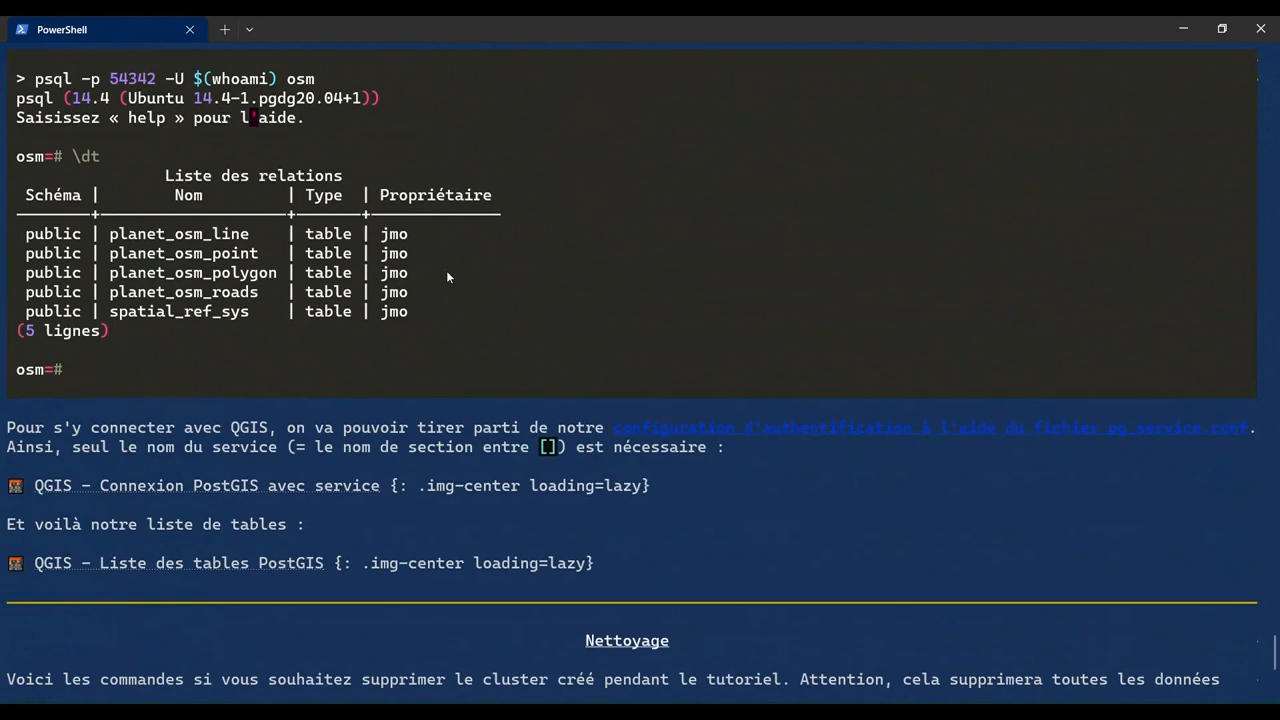 PowerShell
> psql -p 54342 -U $(whoami) osm
psql (14.4 (Ubuntu 14.4-1.pgdg20.04+1))
Saisissez « help » pour l'aide.
osm=# \dt
Liste des relations
Schéma | Nom | Type | Propriétaire
public | planet_osm_line | table | jmo
public | planet_osm_point | table | jmo
public | planet_osm_polygon | table | jmo
public | planet_osm_roads | table | jmo
public | spatial_ref_sys | table | jmo
(5 lignes)
osm=#
Pour s'y connecter avec QGIS, on va pouvoir tirer parti de notre configuration d'authentification à l'aide du fichier pg_service.conf.
Ainsi, seul le nom du service (= le nom de section entre []) est nécessaire :
QGIS - Connexion PostGIS avec service {: .img-center loading=lazy}
Et voilà notre liste de tables :
QGIS - Liste des tables PostGIS {: .img-center loading=lazy}
Nettoyage
Voici les commandes si vous souhaitez supprimer le cluster créé pendant le tutoriel. Attention, cela supprimera toutes les données